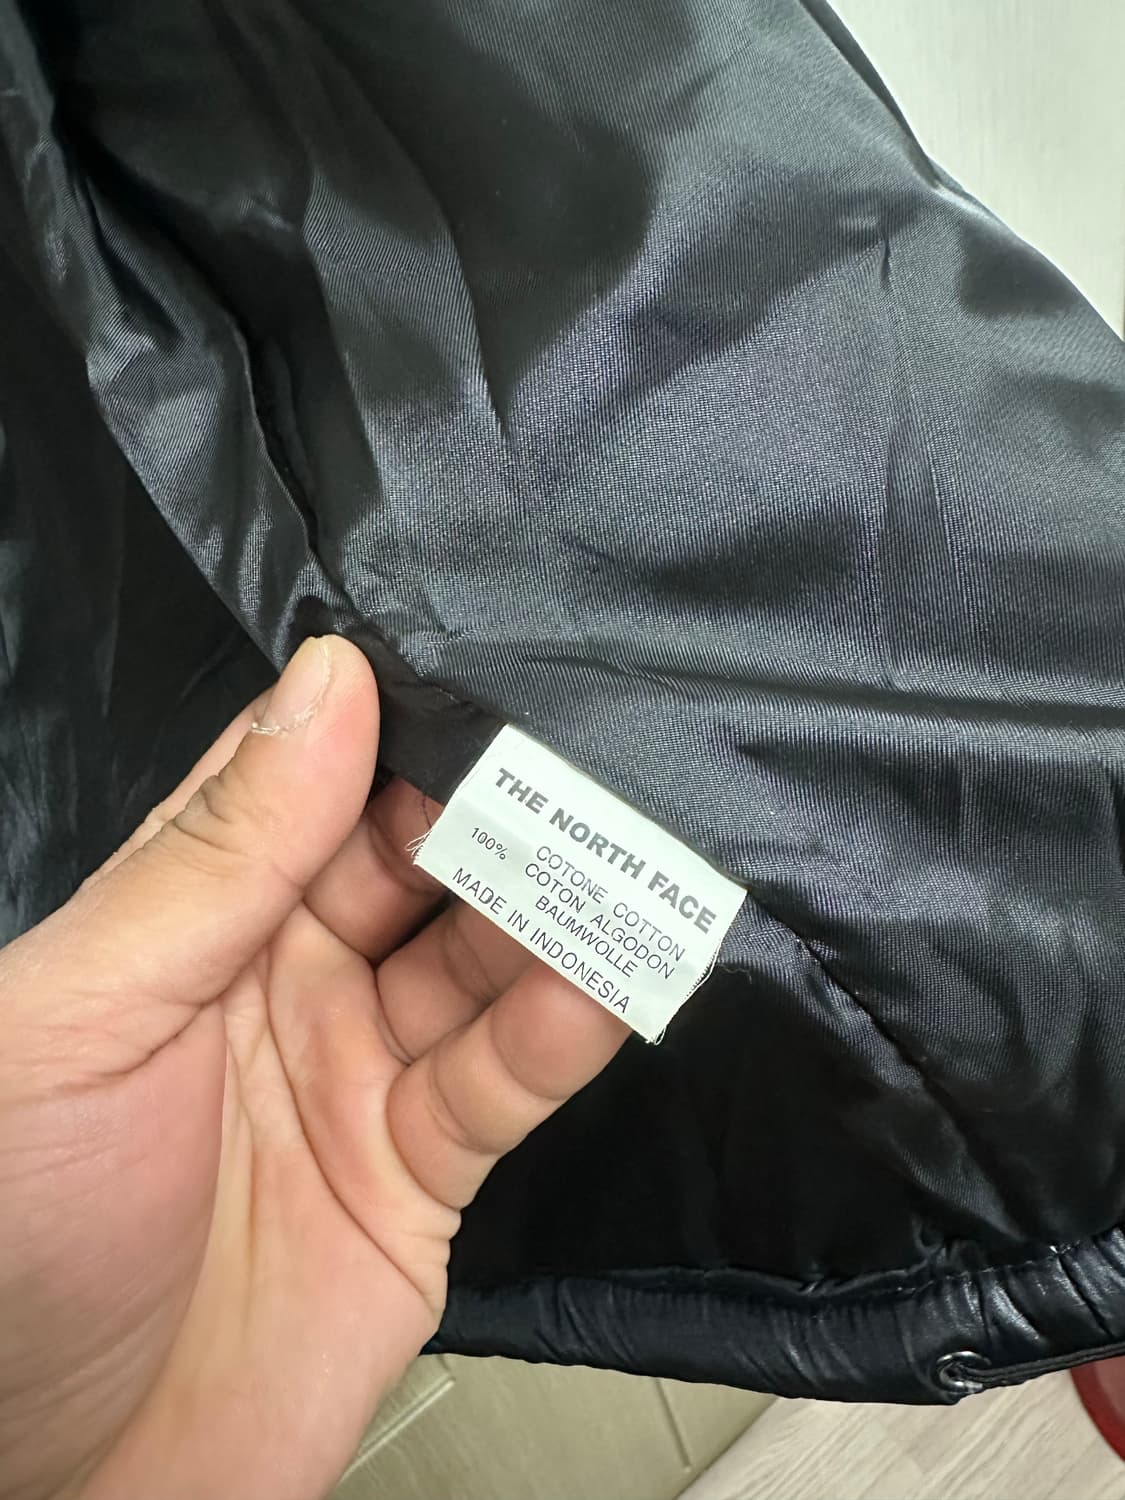 THE NORTH FACE
100% COTONE COTTON
COTON ALGODON
BAUMWOLLE
MADE IN INDONESIA